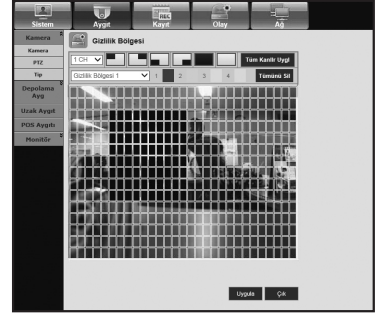 Sistem Aygıt Kayıt Olay Ağ
Kamera
Kamera
PTZ
Tip
Depolama
Ayg
Uzak Aygıt
POS Aygıtı
Monitör
Gizlilik Bölgesi
1 CH Tüm Kanllr Uygl
Gizlilik Bölgesi 1 1 2 3 4 Tümünü Sil
Uygula Çık